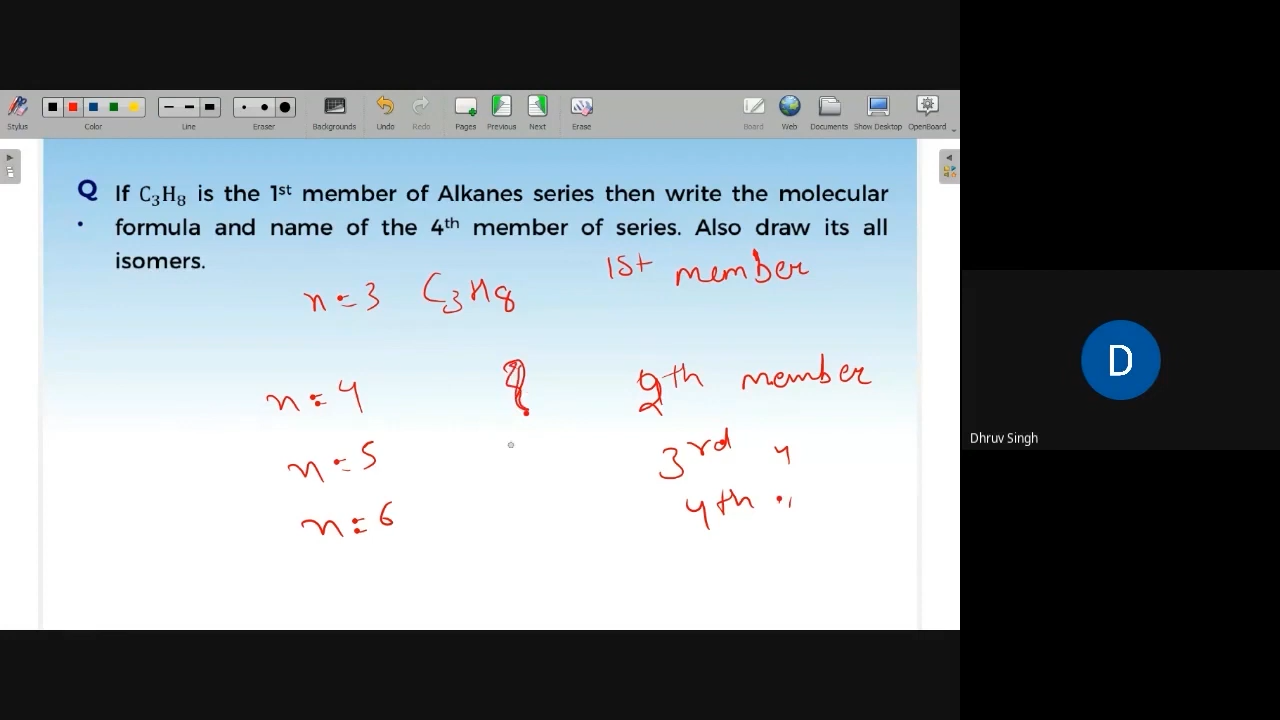 Stylus Color Line Eraser Backgrounds Undo Redo Pages Previous Next Erase Board Web Documents Show Desktop OpenBoard
Q If C₃H₈ is the 1ˢᵗ member of Alkanes series then write the molecular
formula and name of the 4ᵗʰ member of series. Also draw its all
isomers.
1st member
n=3 C₃H₈
n=4 ? 2th member
n=5 3rd "
n=6 4th "
D
Dhruv Singh